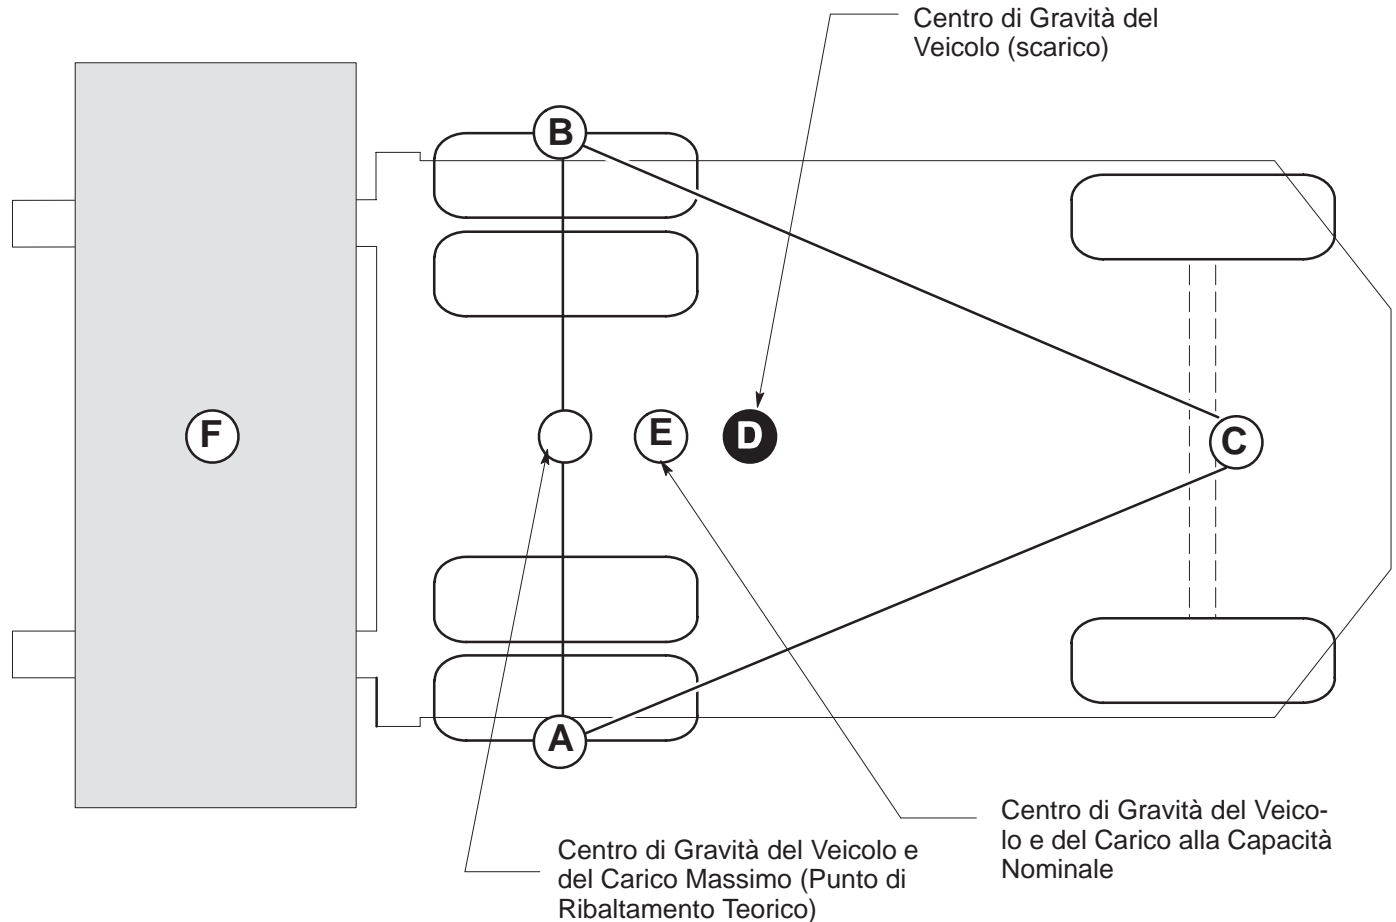 Centro di Gravità del
Veicolo (scarico)
B
F
E
D
C
A
Centro di Gravità del Veico-
lo e del Carico alla Capacità
Nominale
Centro di Gravità del Veicolo e
del Carico Massimo (Punto di
Ribaltamento Teorico)